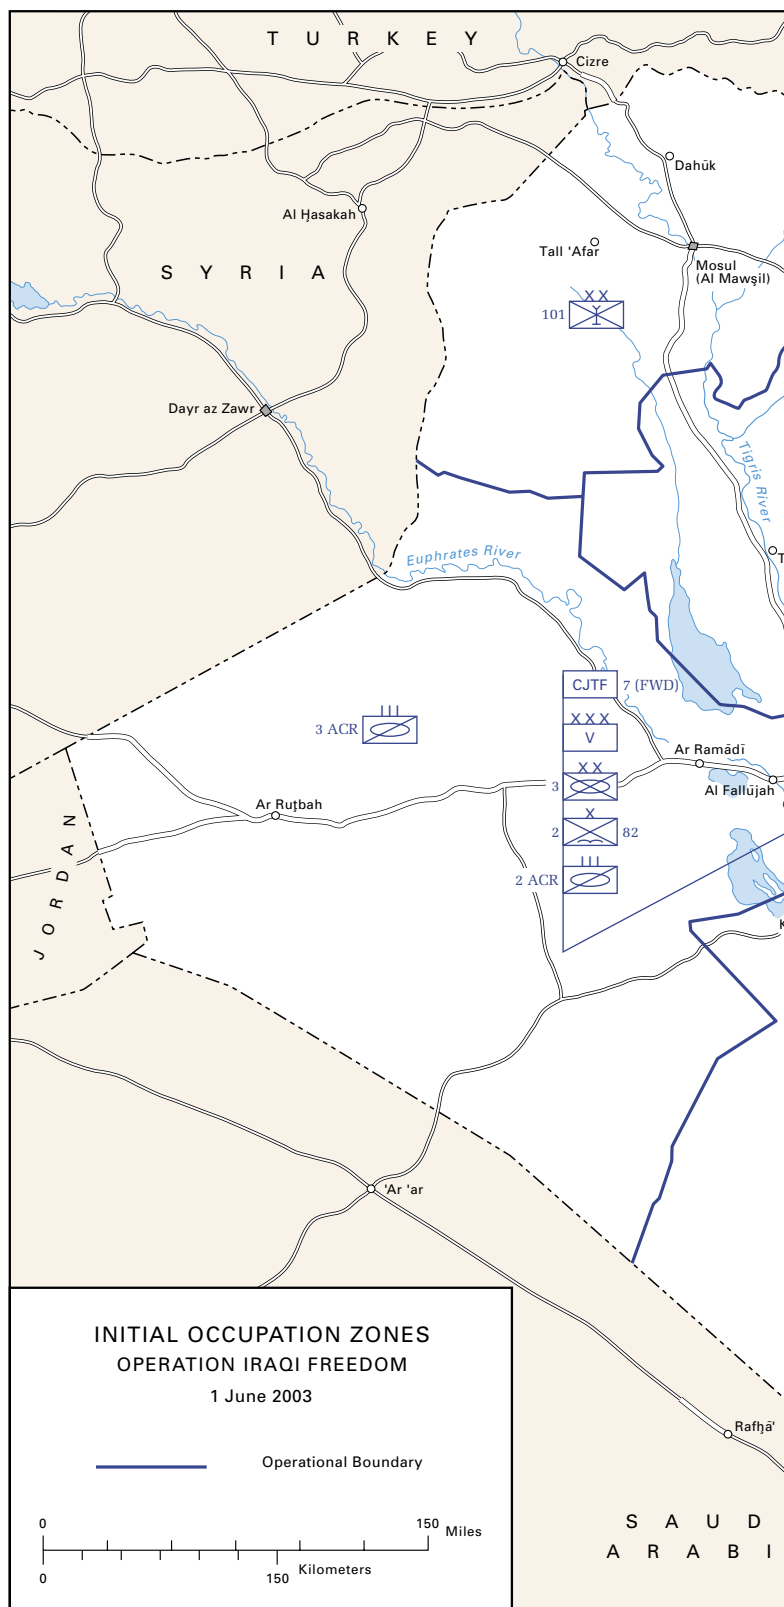 T U R K E Y
Cizre
Dahūk
Al Ḩasakah
Tall 'Afar
S Y R I A
Mosul
(Al Mawşil)
X X
101
Dayr az Zawr
Tigris River
Euphrates River
T
CJTF 7 (FWD)
X X X
V
3 ACR
Ar Ramādī
X X
3
Al Fallūjah
Ar Ruţbah
X
2 82
2 ACR
J O R D A N
K
'Ar 'ar
INITIAL OCCUPATION ZONES
OPERATION IRAQI FREEDOM
1 June 2003
Operational Boundary
0 150 Miles
0 150 Kilometers
Rafḩā'
S A U D
A R A B I